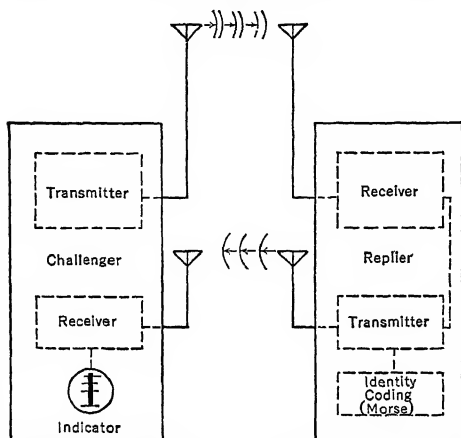 Transmitter
Challenger
Receiver
Indicator
Receiver
Replier
Transmitter
Identity
Coding
(Morse)